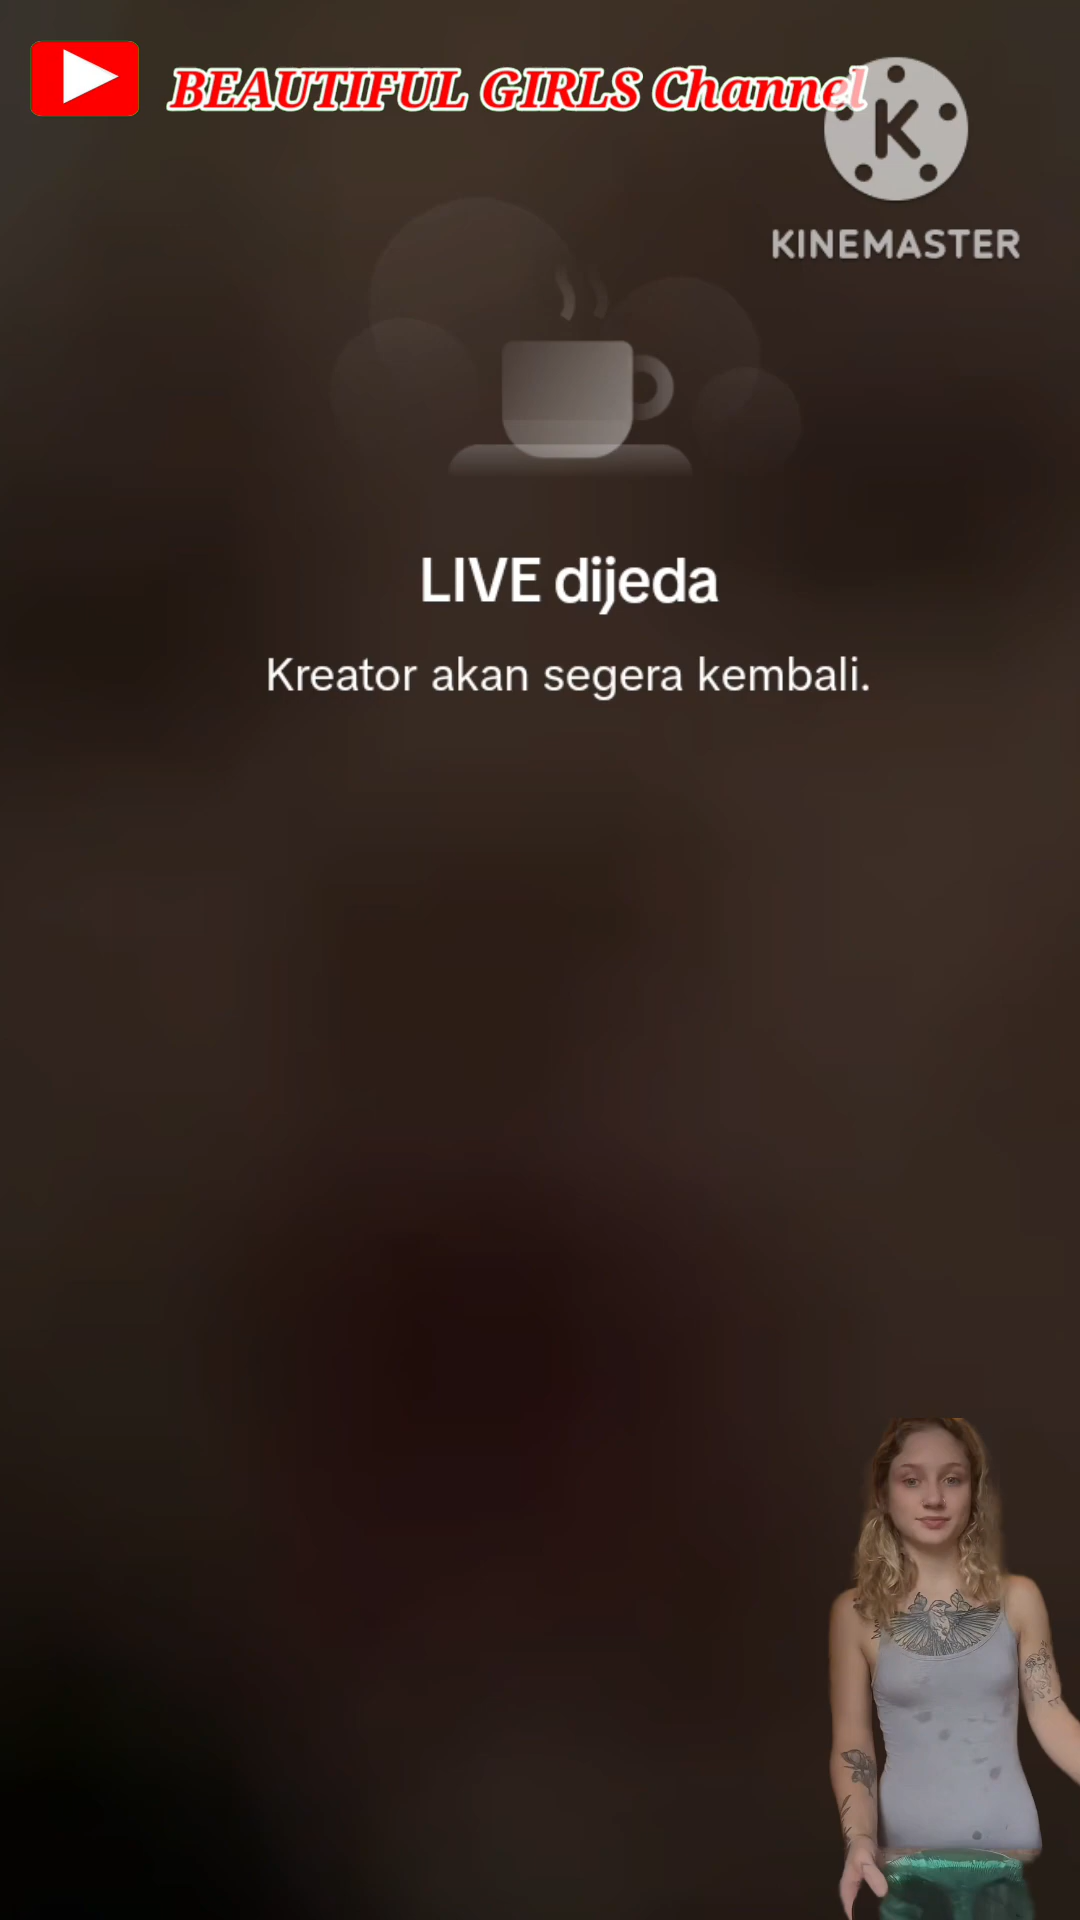 BEAUTIFUL GIRLS Channel
K
KINEMASTER
LIVE dijeda
Kreator akan segera kembali.